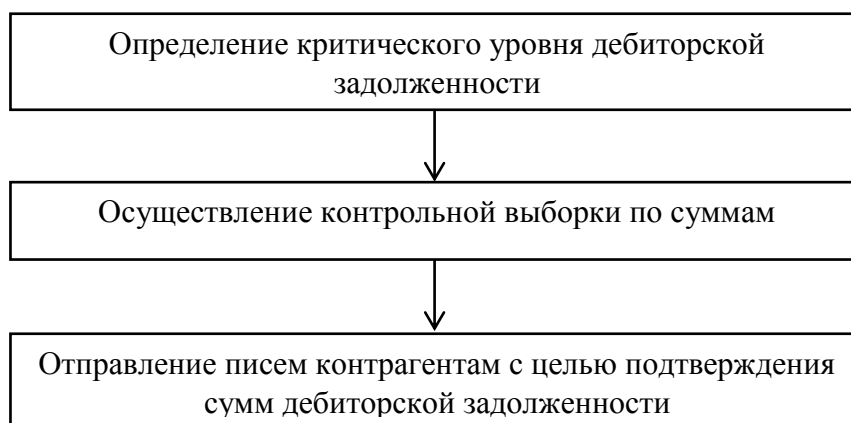 Определение критического уровня дебиторской
задолженности
Осуществление контрольной выборки по суммам
Отправление писем контрагентам с целью подтверждения
сумм дебиторской задолженности